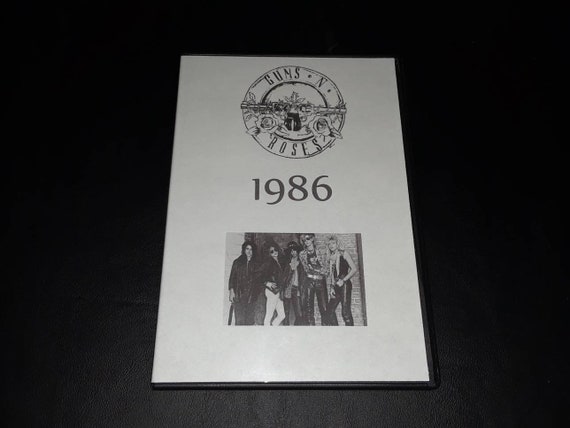 GUNS • N •
ROSES
1986